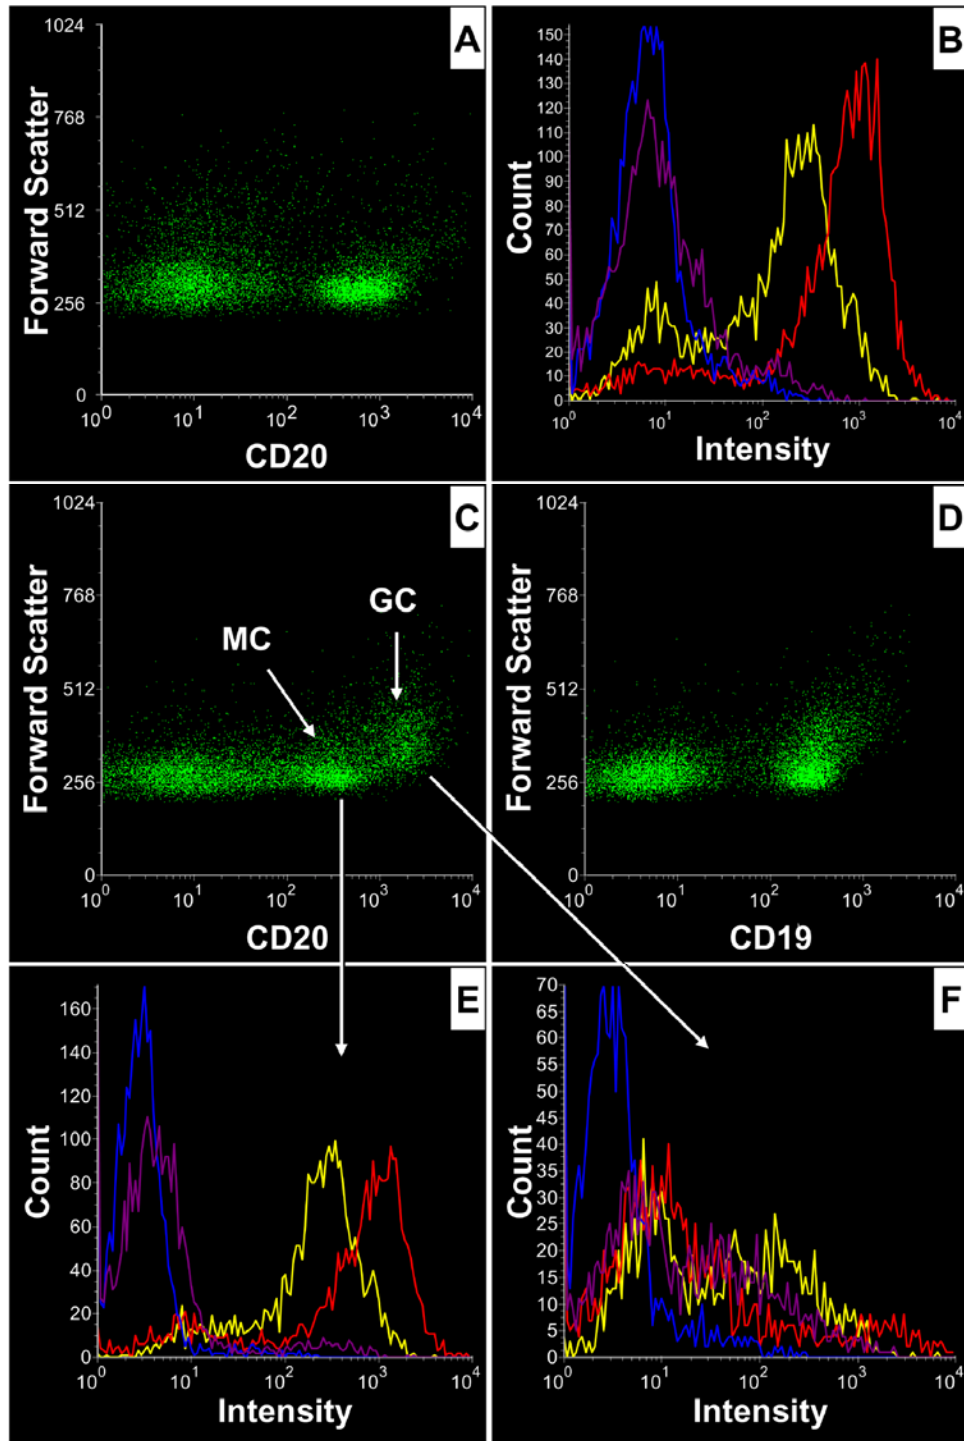 A
Forward Scatter
1024
768
512
256
0
10^0 10^1 10^2 10^3 10^4
CD20
B
Count
150
140
130
120
110
100
90
80
70
60
50
40
30
20
10
0
10^0 10^1 10^2 10^3 10^4
Intensity
C
Forward Scatter
1024
768
512
256
0
MC
GC
10^0 10^1 10^2 10^3 10^4
CD20
D
Forward Scatter
1024
768
512
256
0
10^0 10^1 10^2 10^3 10^4
CD19
E
Count
160
140
120
100
80
60
40
20
0
10^0 10^1 10^2 10^3 10^4
Intensity
F
Count
70
65
60
55
50
45
40
35
30
25
20
15
10
5
0
10^0 10^1 10^2 10^3 10^4
Intensity